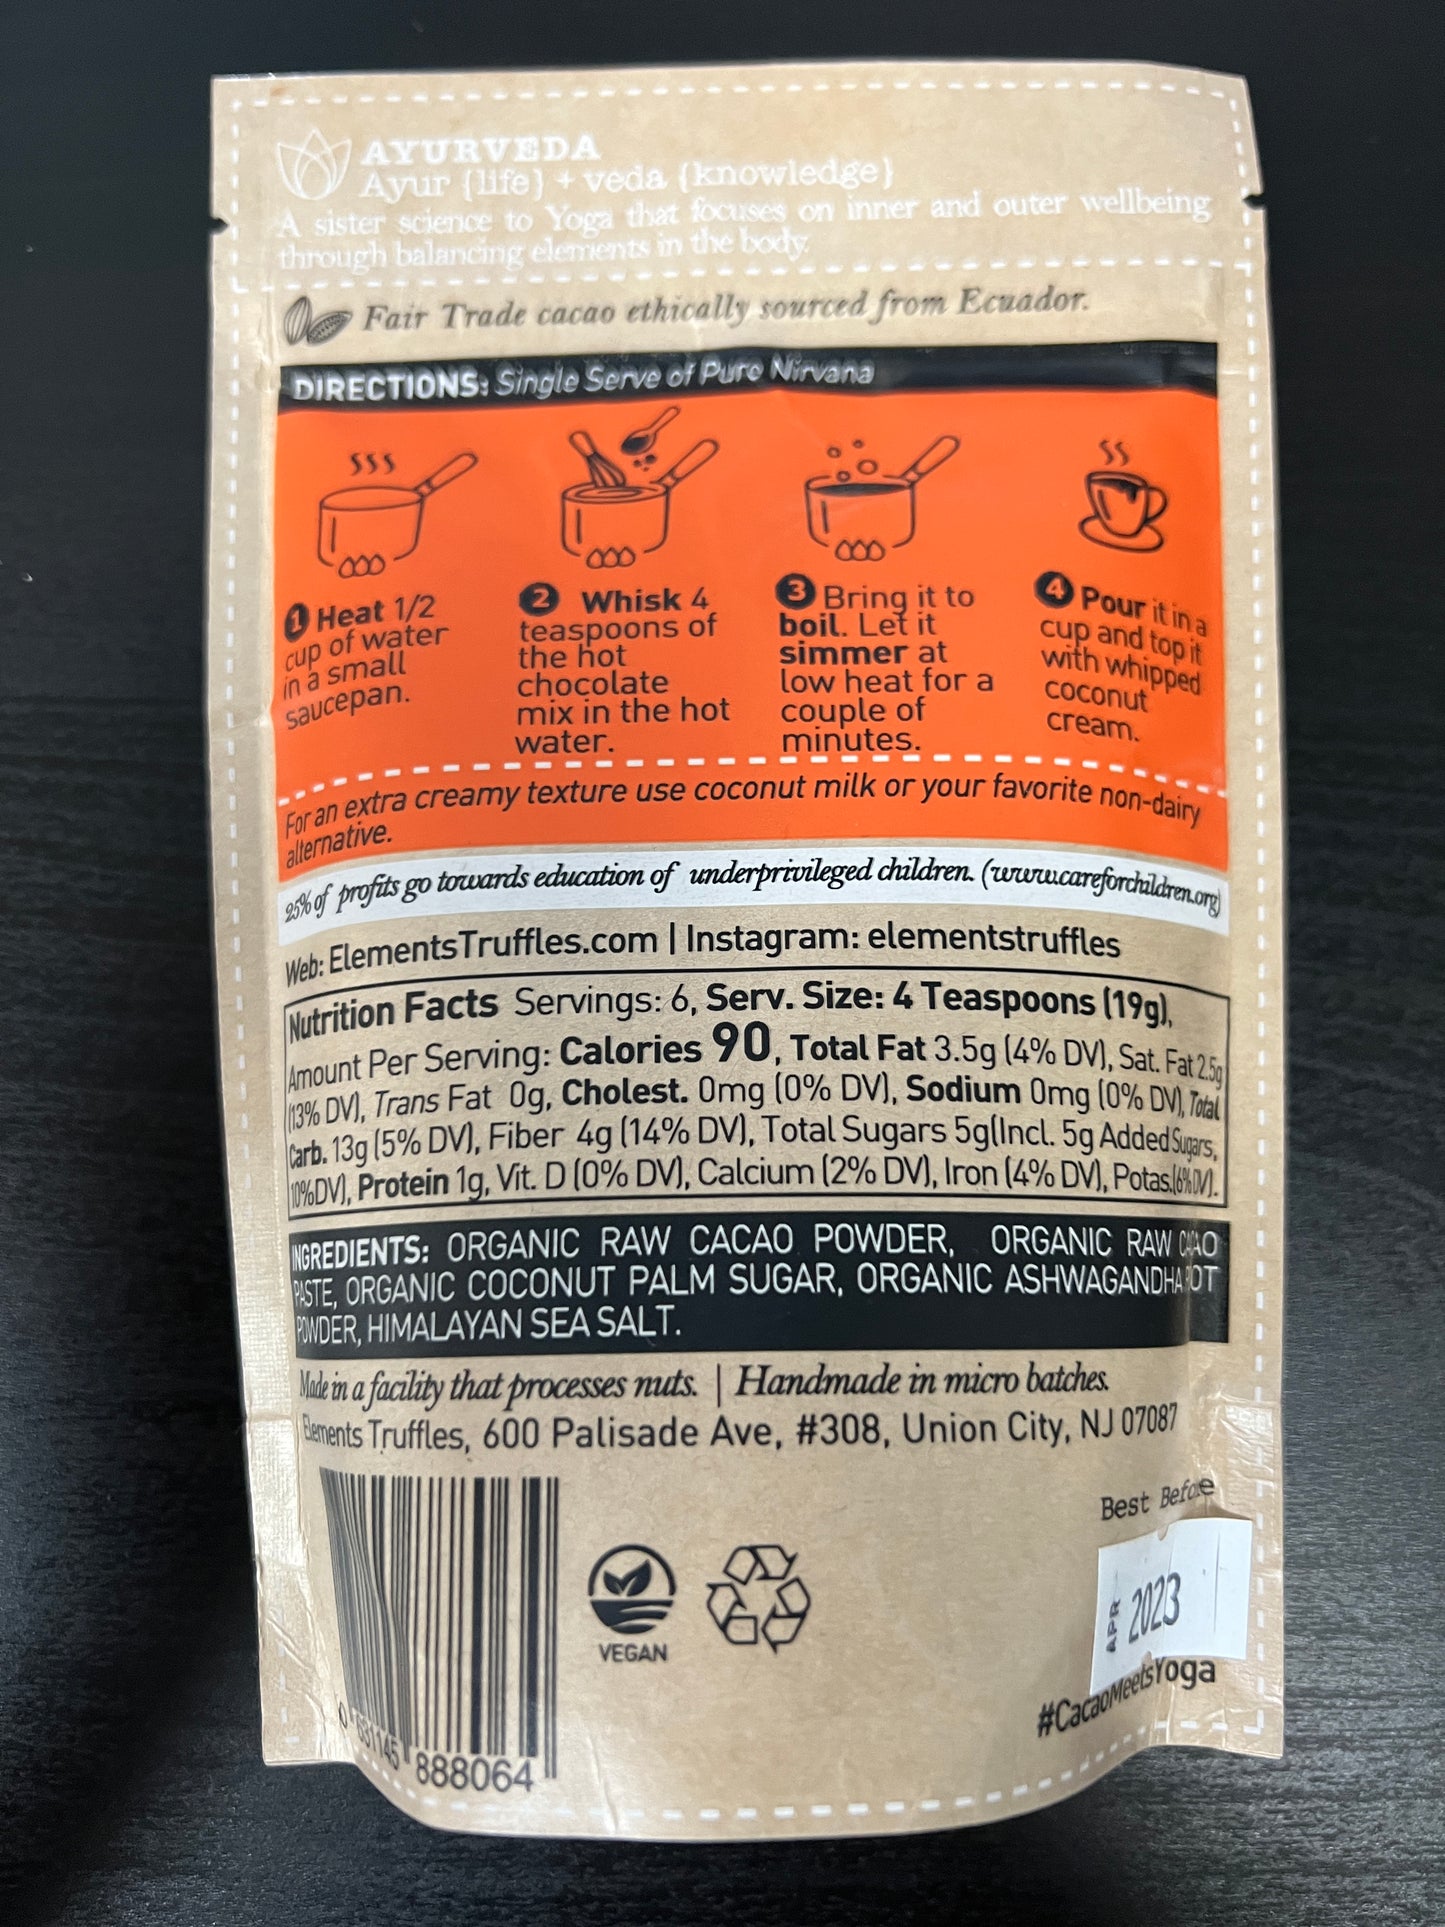 AYURVEDA
Ayur {life} + veda {knowledge}
A sister science to Yoga that focuses on inner and outer wellbeing
through balancing elements in the body.
Fair Trade cacao ethically sourced from Ecuador.
DIRECTIONS: Single Serve of Pure Nirvana
1 Heat 1/2
cup of water
in a small
saucepan.
2 Whisk 4
teaspoons of
the hot
chocolate
mix in the hot
water.
3 Bring it to
boil. Let it
simmer at
low heat for a
couple of
minutes.
4 Pour it in a
cup and top it
with whipped
coconut
cream.
For an extra creamy texture use coconut milk or your favorite non-dairy
alternative.
25% of profits go towards education of underprivileged children. (www.careforchildren.org)
Web: ElementsTruffles.com | Instagram: elementstruffles
Nutrition Facts Servings: 6, Serv. Size: 4 Teaspoons (19g),
Amount Per Serving: Calories 90, Total Fat 3.5g (4% DV), Sat. Fat 2.5g
(13% DV), Trans Fat 0g, Cholest. 0mg (0% DV), Sodium 0mg (0% DV), Total
Carb. 13g (5% DV), Fiber 4g (14% DV), Total Sugars 5g(Incl. 5g Added Sugars,
10%DV), Protein 1g, Vit. D (0% DV), Calcium (2% DV), Iron (4% DV), Potas.(6% DV).
INGREDIENTS: ORGANIC RAW CACAO POWDER, ORGANIC RAW CACAO
PASTE, ORGANIC COCONUT PALM SUGAR, ORGANIC ASHWAGANDHA
POWDER, HIMALAYAN SEA SALT.
Made in a facility that processes nuts. | Handmade in micro batches.
Elements Truffles, 600 Palisade Ave, #308, Union City, NJ 07087
Best Before
APR 2023
VEGAN
#CacaoMeetsYoga
0 631145 888064